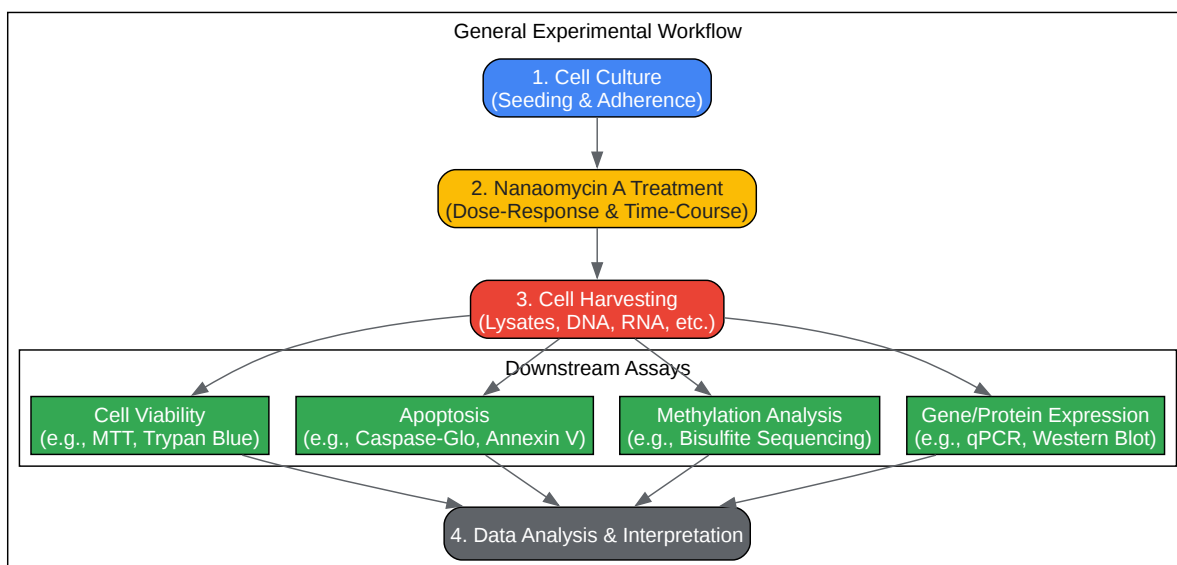 General Experimental Workflow
1. Cell Culture
(Seeding & Adherence)
2. Nanaomycin A Treatment
(Dose-Response & Time-Course)
3. Cell Harvesting
(Lysates, DNA, RNA, etc.)
Downstream Assays
Cell Viability
(e.g., MTT, Trypan Blue)
Apoptosis
(e.g., Caspase-Glo, Annexin V)
Methylation Analysis
(e.g., Bisulfite Sequencing)
Gene/Protein Expression
(e.g., qPCR, Western Blot)
4. Data Analysis & Interpretation